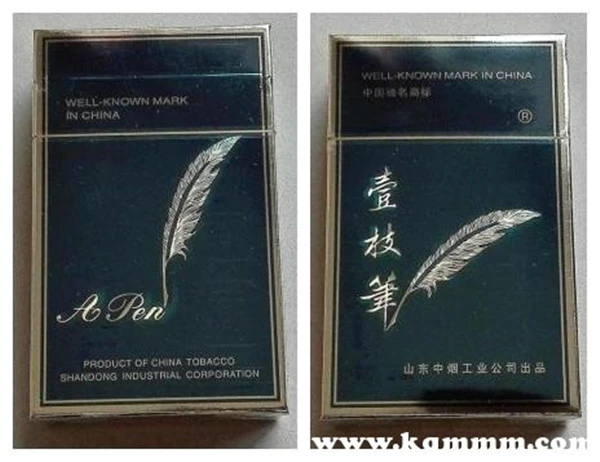 WELL-KNOWN MARK
IN CHINA
A Pen
PRODUCT OF CHINA TOBACCO
SHANDONG INDUSTRIAL CORPORATION
WELL-KNOWN MARK IN CHINA
中国驰名商标
®
壹枝筆
山东中烟工业公司出品
www.kqmmm.com